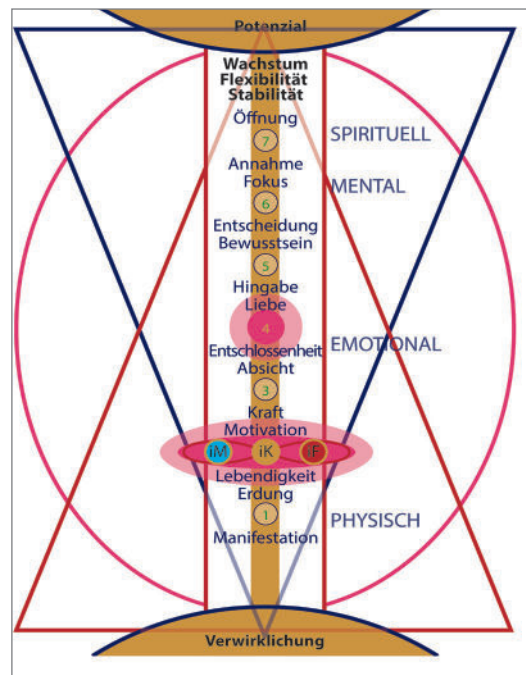 Potenzial
Wachstum
Flexibilität
Stabilität
Öffnung
7
SPIRITUELL
Annahme
Fokus
MENTAL
6
Entscheidung
Bewusstsein
5
Hingabe
Liebe
4
Entschlossenheit
EMOTIONAL
Absicht
3
Kraft
Motivation
iM iK iF
Lebendigkeit
Erdung
1
PHYSISCH
Manifestation
Verwirklichung